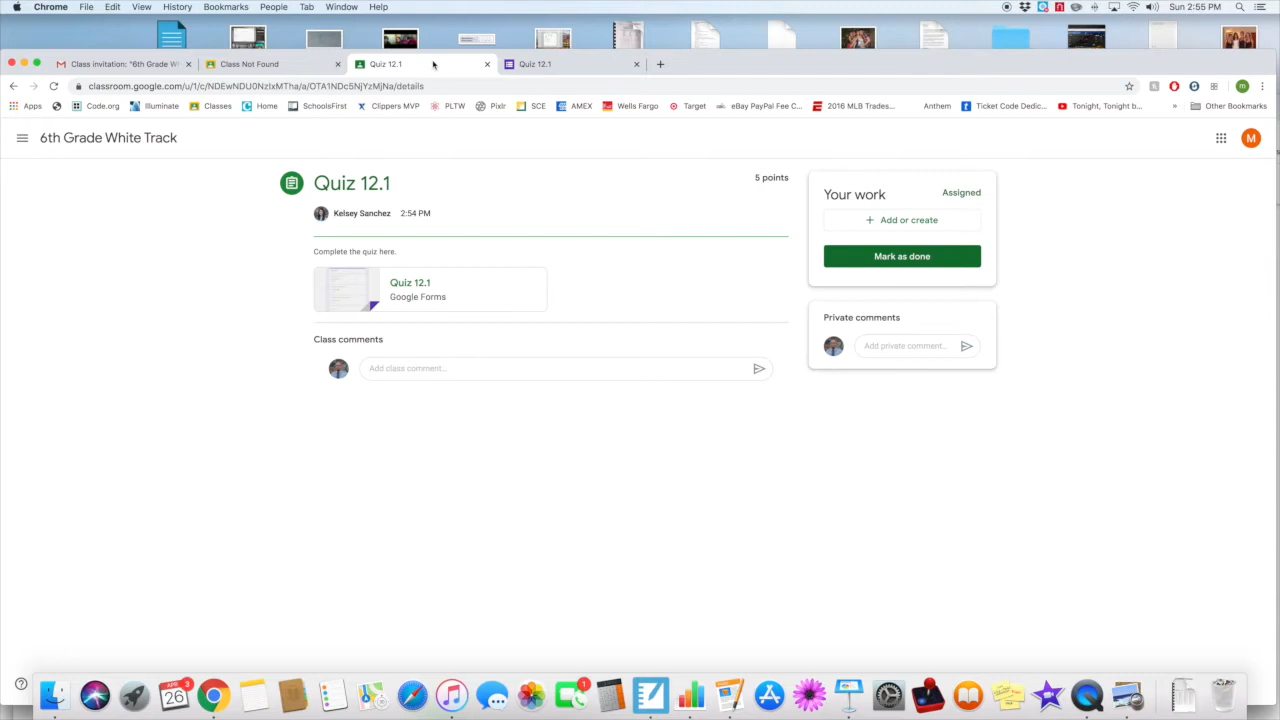 Chrome File Edit View History Bookmarks People Tab Window Help Sun 2:55 PM
Class invitation: "6th Grade W Class Not Found Quiz 12.1 Quiz 12.1
classroom.google.com/u/1/c/NDEwNDU0NzIxMTha/a/OTA1NDc5NjYzMjNa/details
Apps Code.org Illuminate Classes Home SchoolsFirst Clippers MVP PLTW Pixlr SCE AMEX Wells Fargo Target eBay PayPal Fee C... 2016 MLB Trades... Anthem Ticket Code Dedic... Tonight, Tonight b... » Other Bookmarks
6th Grade White Track M
Quiz 12.1 5 points
Kelsey Sanchez 2:54 PM
Complete the quiz here.
Quiz 12.1
Google Forms
Class comments
Add class comment...
Your work Assigned
+ Add or create
Mark as done
Private comments
Add private comment...
APR 3
26 1